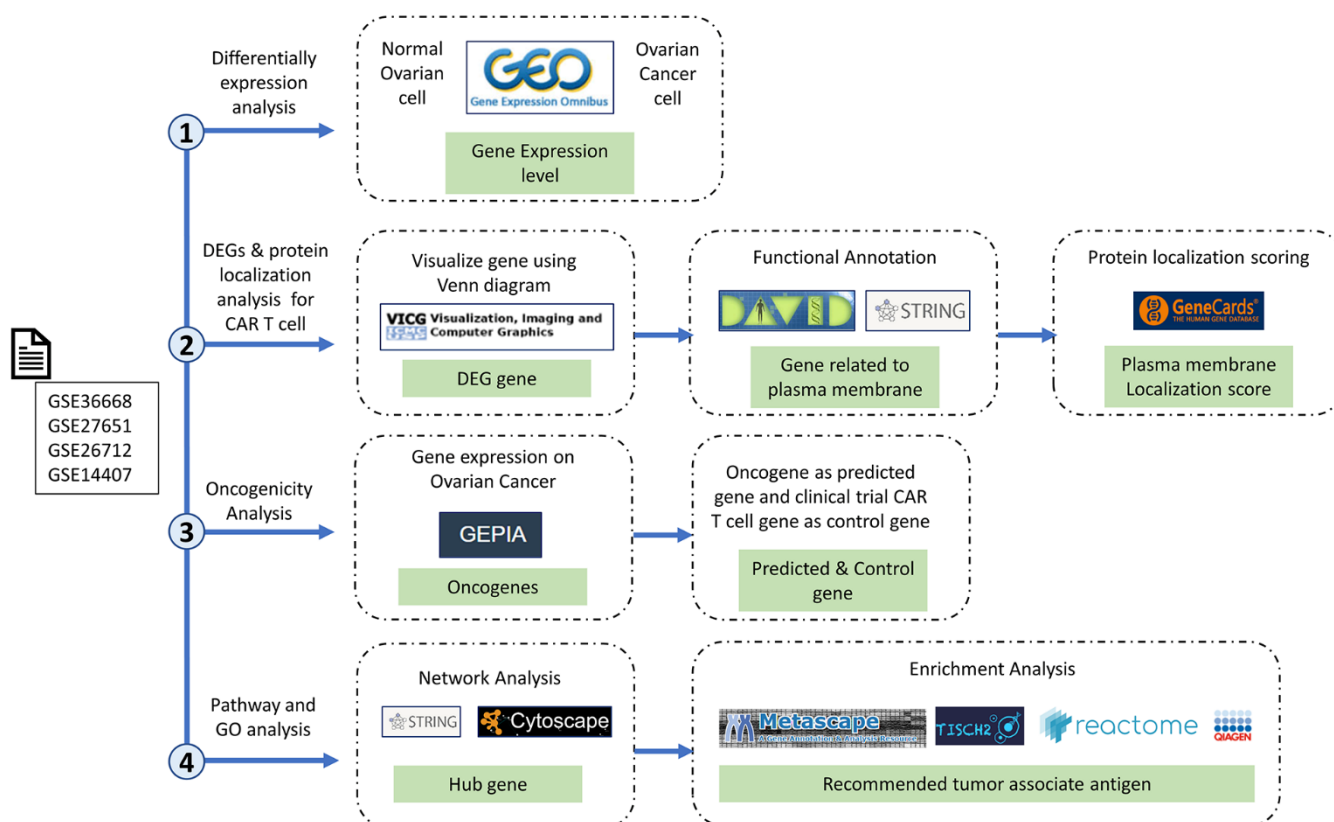 Differentially
expression
analysis
Normal
Ovarian
cell
GEO
Gene Expression Omnibus
Ovarian
Cancer
cell
Gene Expression
level
1
DEGs & protein
localization
analysis for
CAR T cell
2
Visualize gene using
Venn diagram
VICG Visualization, Imaging and
Computer Graphics
DEG gene
Functional Annotation
DAVID
STRING
Gene related to
plasma membrane
Protein localization scoring
GeneCards®
THE HUMAN GENE DATABASE
Plasma membrane
Localization score
GSE36668
GSE27651
GSE26712
GSE14407
Oncogenicity
Analysis
3
Gene expression on
Ovarian Cancer
GEPIA
Oncogenes
Oncogene as predicted
gene and clinical trial CAR
T cell gene as control gene
Predicted & Control
gene
Pathway and
GO analysis
4
Network Analysis
STRING
Cytoscape
Hub gene
Enrichment Analysis
Metascape
A Gene Annotation & Analysis Resource
TISCH2
reactome
QIAGEN
Recommended tumor associate antigen